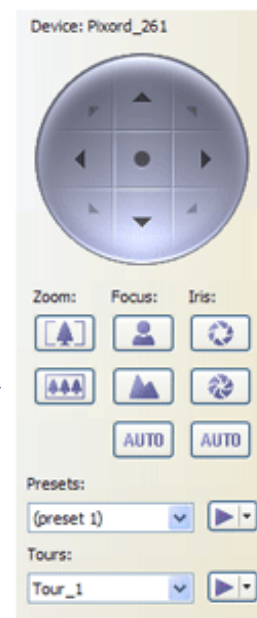 Device: Pixord_261
Zoom: Focus: Iris:
AUTO AUTO
Presets:
(preset 1)
Tours:
Tour_1